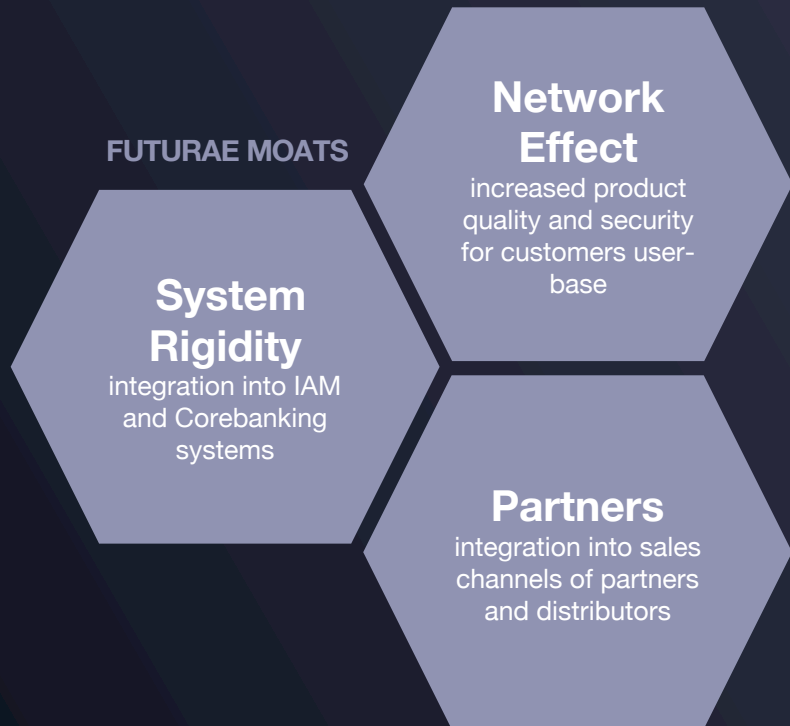 FUTURAE MOATS
Network
Effect
increased product
quality and security
for customers user-
base
System
Rigidity
integration into IAM
and Corebanking
systems
Partners
integration into sales
channels of partners
and distributors